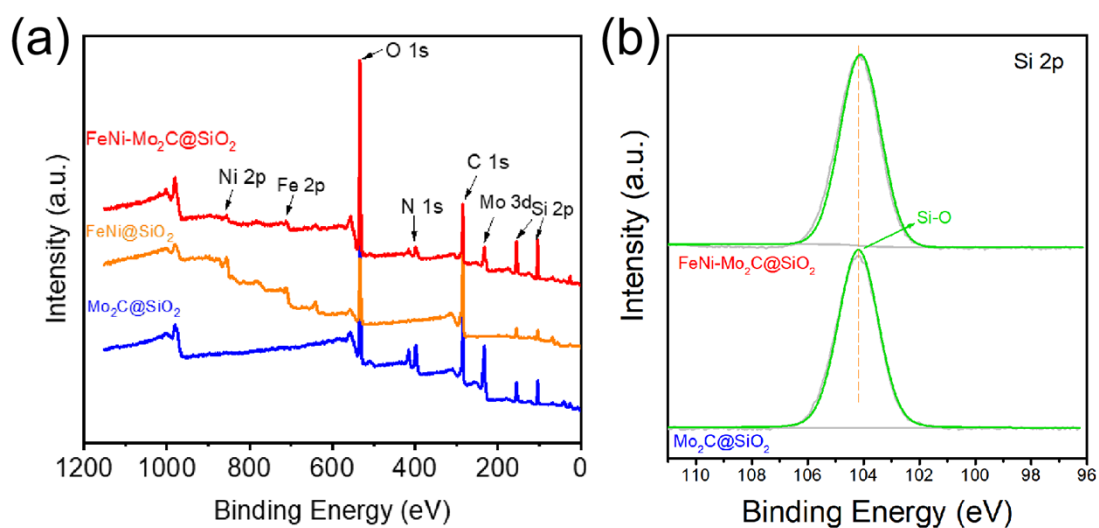 (a)
O 1s
FeNi-Mo₂C@SiO₂
C 1s
Ni 2p
Fe 2p
N 1s
Mo 3d
Si 2p
FeNi@SiO₂
Mo₂C@SiO₂
Intensity (a.u.)
1200 1000 800 600 400 200 0
Binding Energy (eV)
(b)
Si 2p
Si-O
FeNi-Mo₂C@SiO₂
Mo₂C@SiO₂
Intensity (a.u.)
110 108 106 104 102 100 98 96
Binding Energy (eV)